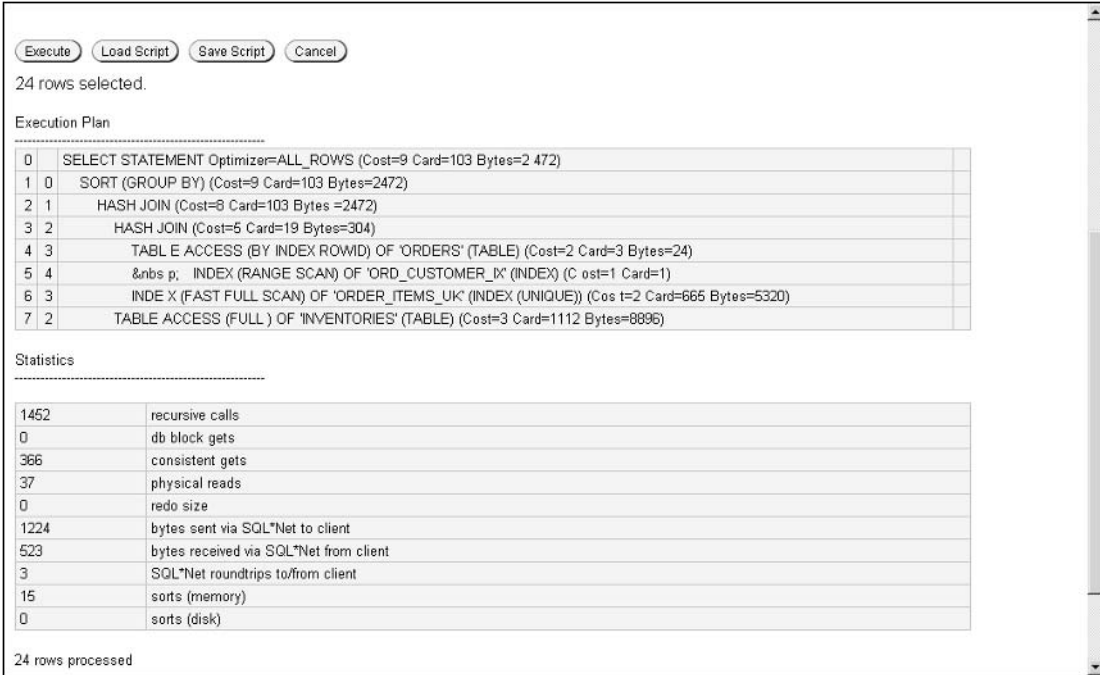 Execute Load Script Save Script Cancel
24 rows selected.
Execution Plan
------------------------------------------------------------
0 SELECT STATEMENT Optimizer=ALL_ROWS (Cost=9 Card=103 Bytes=2 472)
1 0 SORT (GROUP BY) (Cost=9 Card=103 Bytes=2472)
2 1 HASH JOIN (Cost=8 Card=103 Bytes =2472)
3 2 HASH JOIN (Cost=5 Card=19 Bytes=304)
4 3 TABL E ACCESS (BY INDEX ROWID) OF 'ORDERS' (TABLE) (Cost=2 Card=3 Bytes=24)
5 4 &nbs p; INDEX (RANGE SCAN) OF 'ORD_CUSTOMER_IX' (INDEX) (C ost=1 Card=1)
6 3 INDE X (FAST FULL SCAN) OF 'ORDER_ITEMS_UK' (INDEX (UNIQUE)) (Cos t=2 Card=665 Bytes=5320)
7 2 TABLE ACCESS (FULL ) OF 'INVENTORIES' (TABLE) (Cost=3 Card=1112 Bytes=8896)
Statistics
------------------------------------------------------------
1452 recursive calls
0 db block gets
366 consistent gets
37 physical reads
0 redo size
1224 bytes sent via SQL*Net to client
523 bytes received via SQL*Net from client
3 SQL*Net roundtrips to/from client
15 sorts (memory)
0 sorts (disk)
24 rows processed